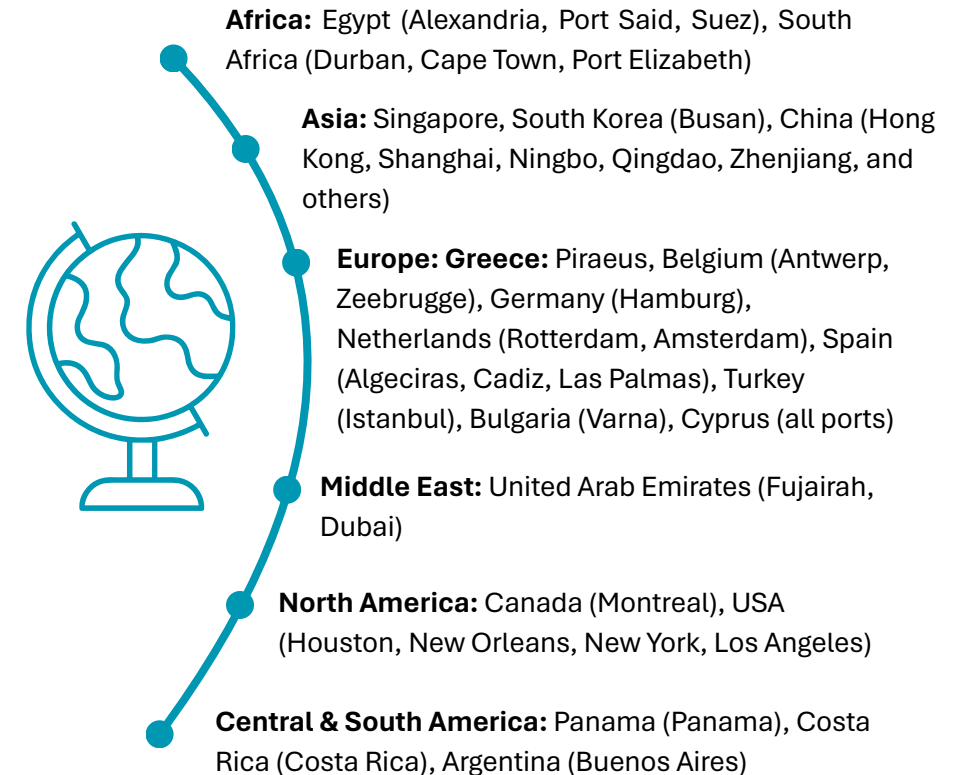 Africa: Egypt (Alexandria, Port Said, Suez), South
Africa (Durban, Cape Town, Port Elizabeth)
Asia: Singapore, South Korea (Busan), China (Hong
Kong, Shanghai, Ningbo, Qingdao, Zhenjiang, and
others)
Europe: Greece: Piraeus, Belgium (Antwerp,
Zeebrugge), Germany (Hamburg),
Netherlands (Rotterdam, Amsterdam), Spain
(Algeciras, Cadiz, Las Palmas), Turkey
(Istanbul), Bulgaria (Varna), Cyprus (all ports)
Middle East: United Arab Emirates (Fujairah,
Dubai)
North America: Canada (Montreal), USA
(Houston, New Orleans, New York, Los Angeles)
Central & South America: Panama (Panama), Costa
Rica (Costa Rica), Argentina (Buenos Aires)